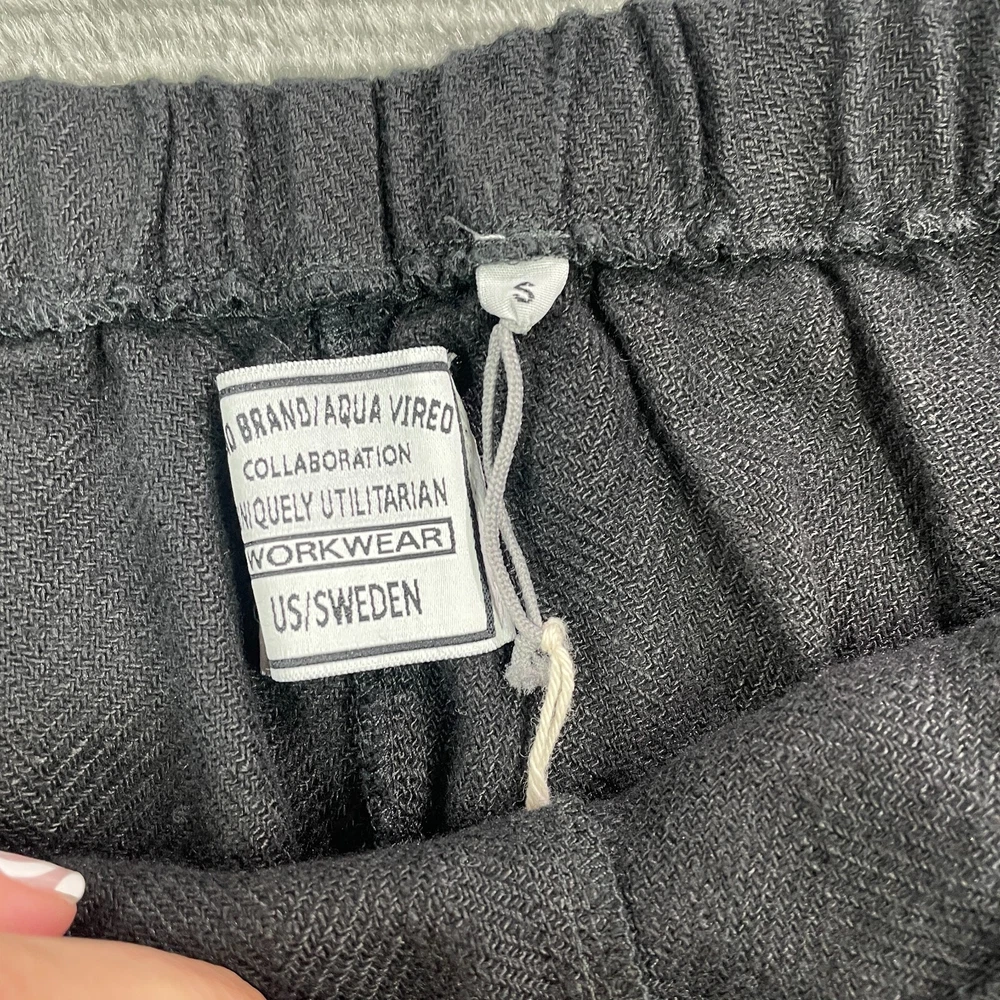 S
BRAND/AQUA VIREO
COLLABORATION
NIQUELY UTILITARIAN
WORKWEAR
US/SWEDEN